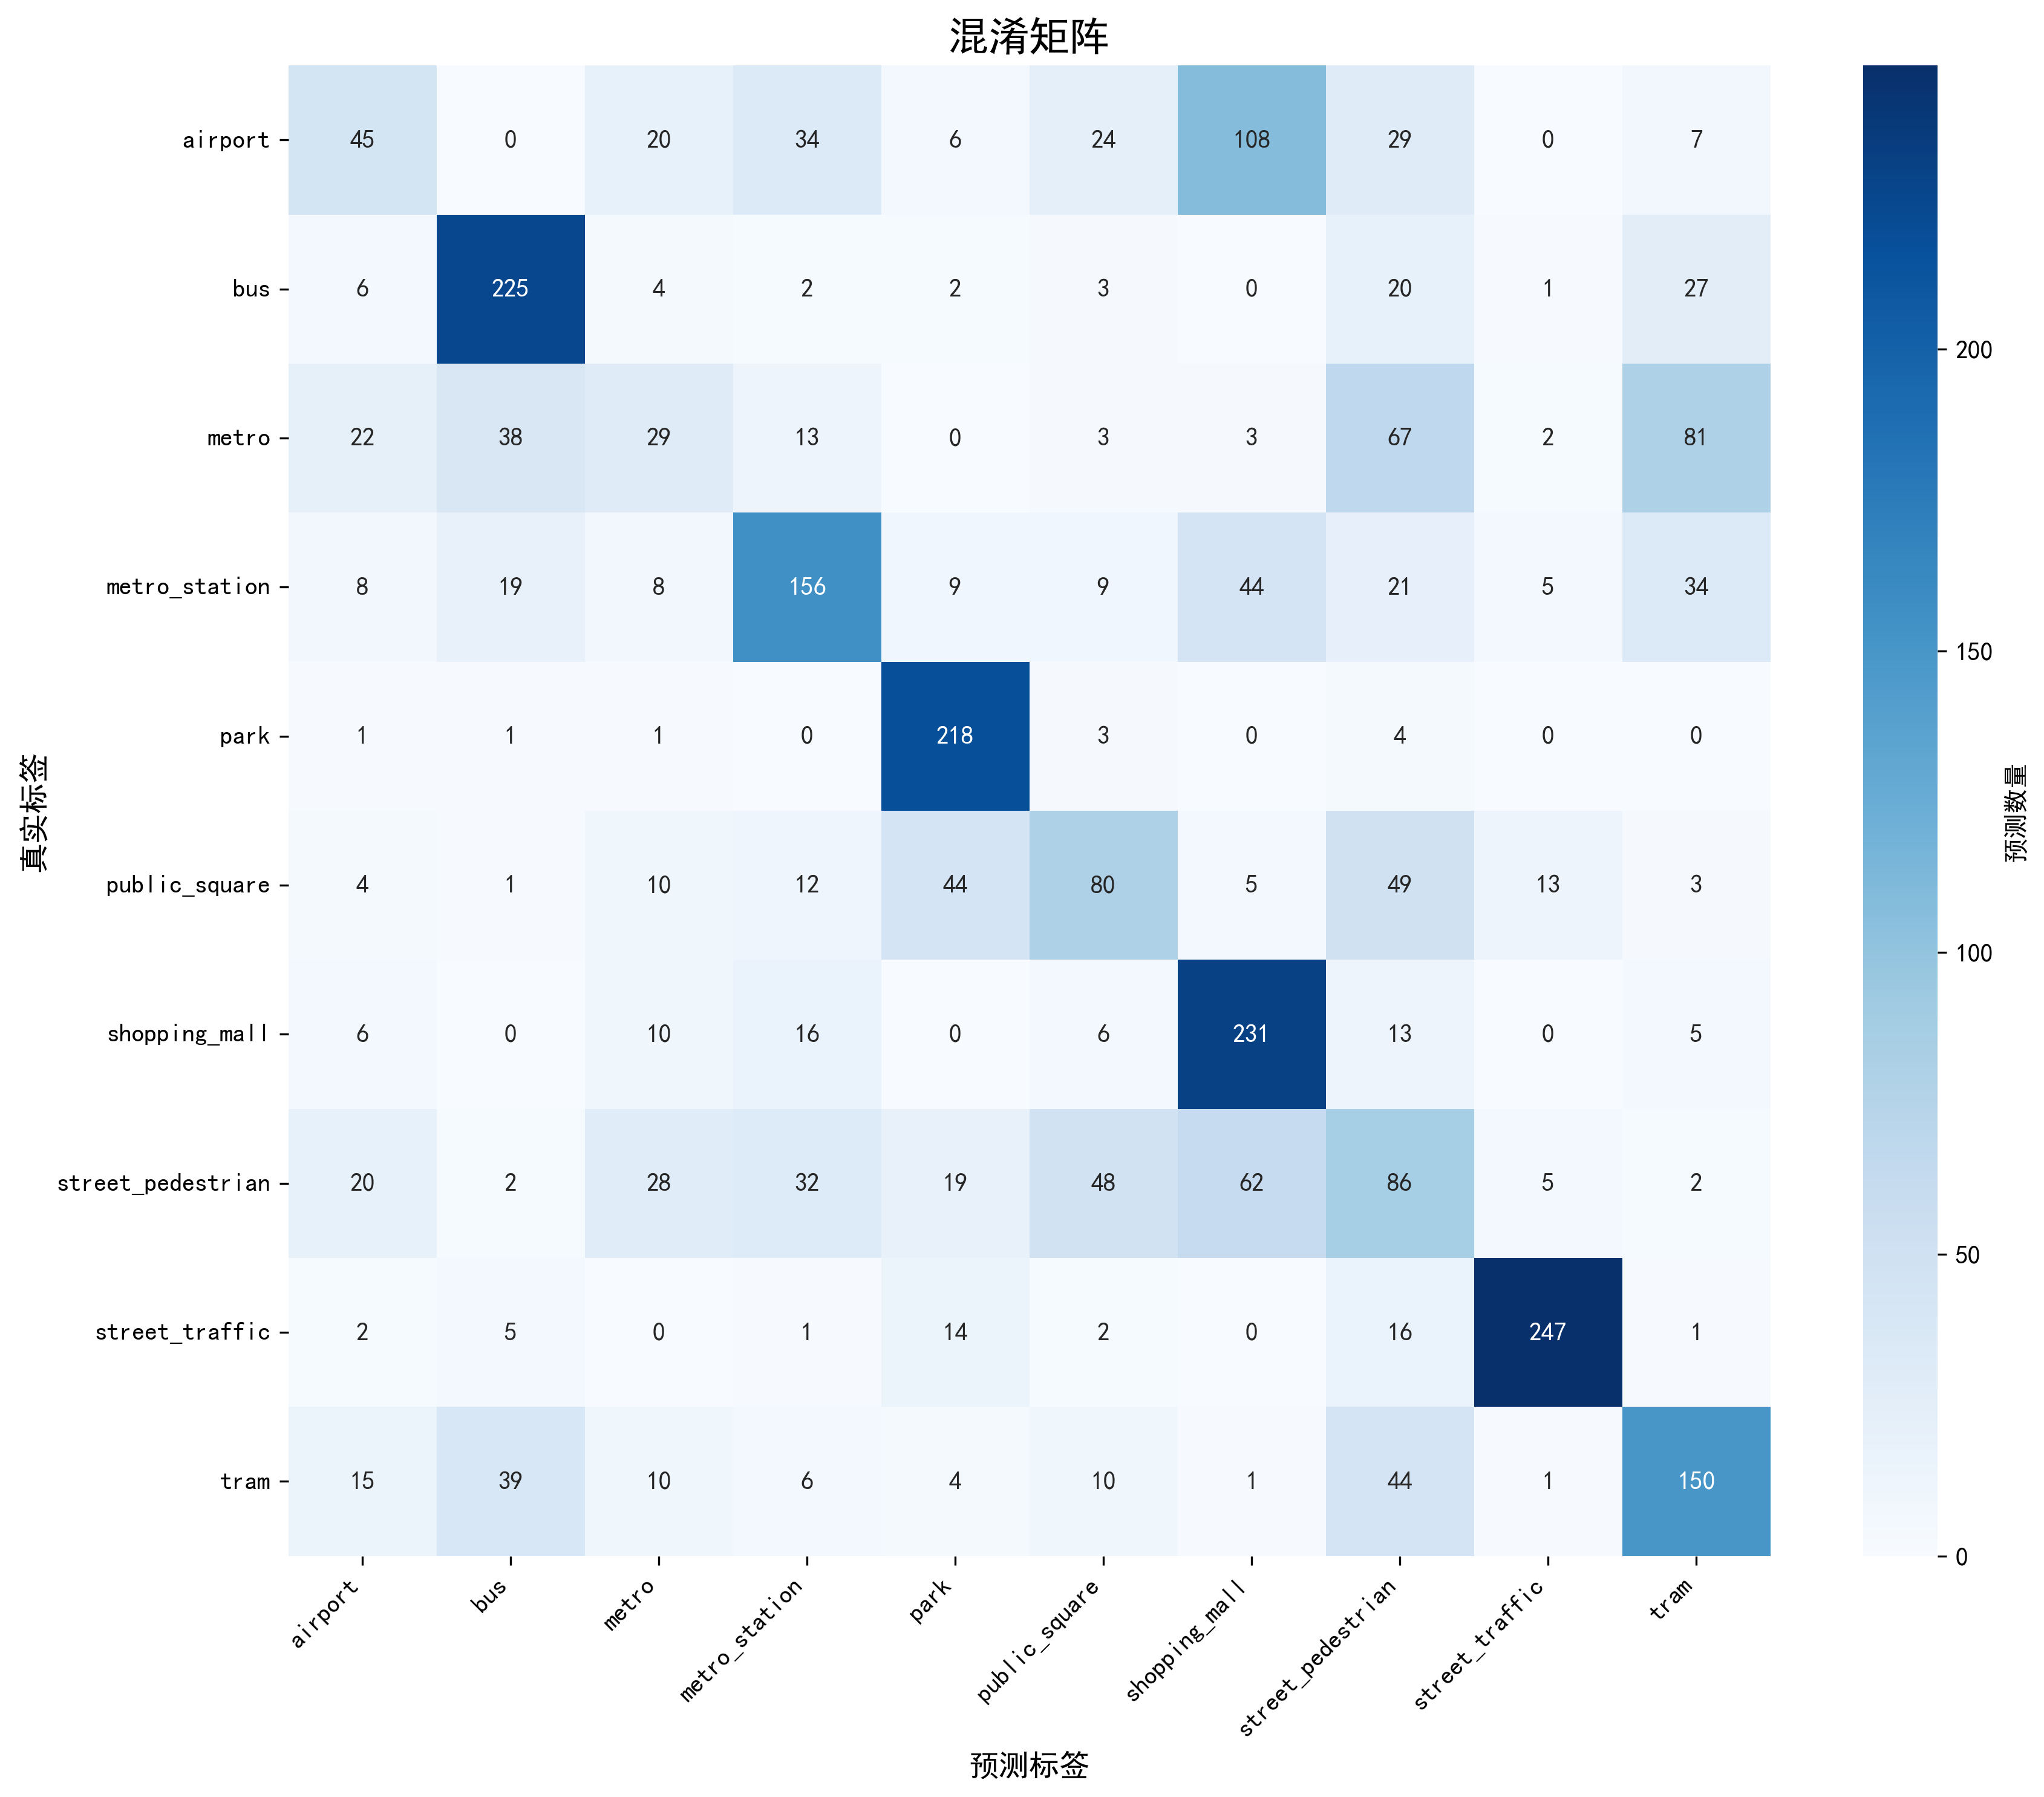 混淆矩阵
airport 45 0 20 34 6 24 108 29 0 7
bus 6 225 4 2 2 3 0 20 1 27
metro 22 38 29 13 0 3 3 67 2 81
metro_station 8 19 8 156 9 9 44 21 5 34
park 1 1 1 0 218 3 0 4 0 0
public_square 4 1 10 12 44 80 5 49 13 3
shopping_mall 6 0 10 16 0 6 231 13 0 5
street_pedestrian 20 2 28 32 19 48 62 86 5 2
street_traffic 2 5 0 1 14 2 0 16 247 1
tram 15 39 10 6 4 10 1 44 1 150
真实标签
airport bus metro metro_station park public_square shopping_mall street_pedestrian street_traffic tram
预测标签
200
150
100
50
0
预测数量